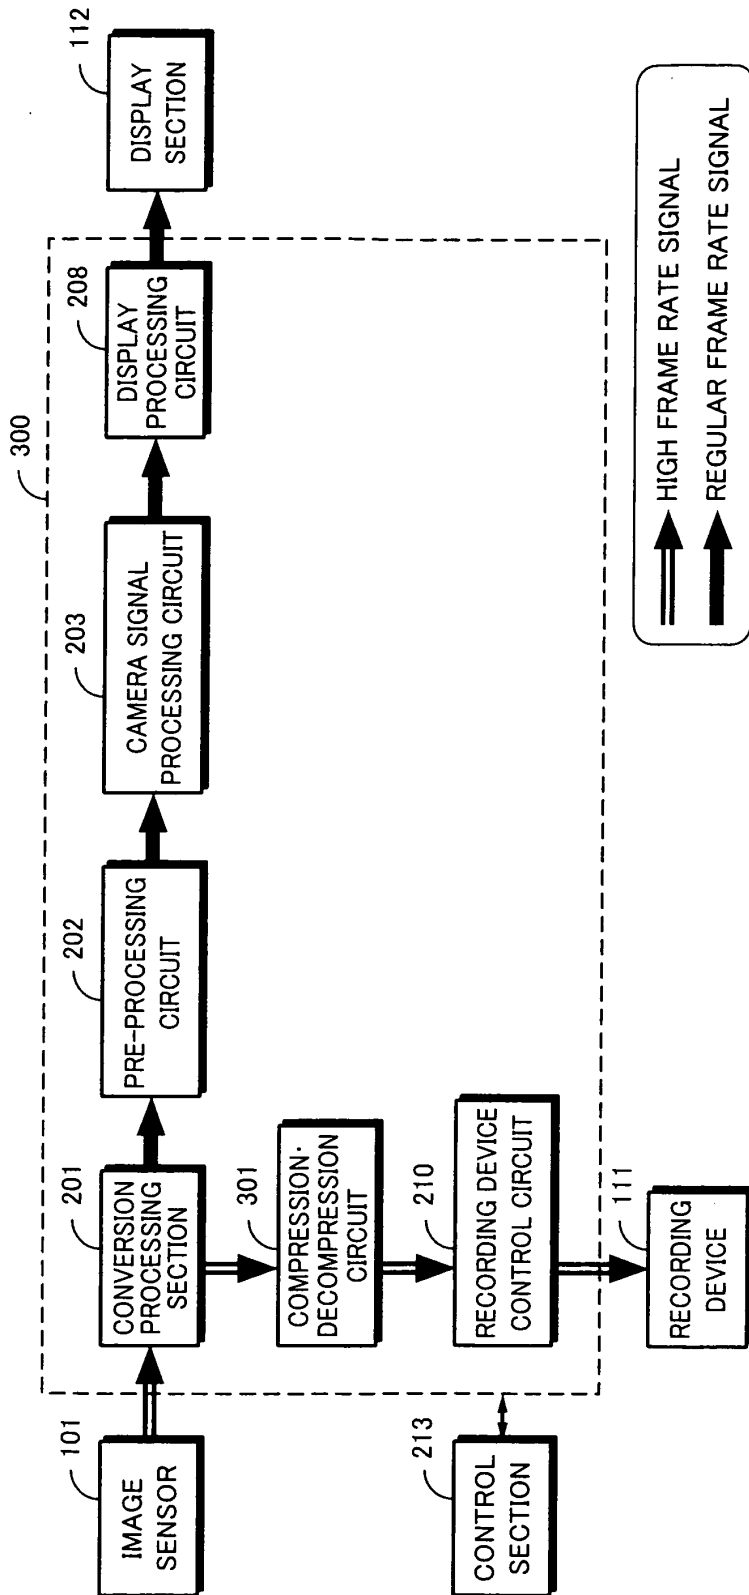 300
101
IMAGE
SENSOR
201
CONVERSION
PROCESSING
SECTION
202
PRE-PROCESSING
CIRCUIT
203
CAMERA SIGNAL
PROCESSING CIRCUIT
208
DISPLAY
PROCESSING
CIRCUIT
112
DISPLAY
SECTION
301
COMPRESSION·
DECOMPRESSION
CIRCUIT
210
RECORDING DEVICE
CONTROL CIRCUIT
213
CONTROL
SECTION
111
RECORDING
DEVICE
HIGH FRAME RATE SIGNAL
REGULAR FRAME RATE SIGNAL